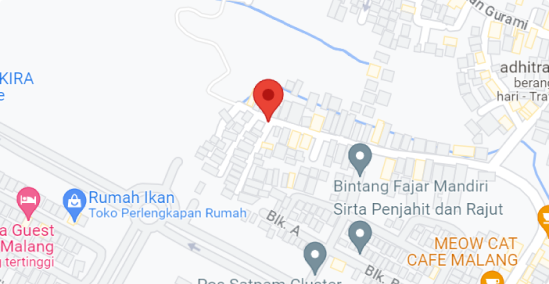 n Gurami
adhitra
berang
hari - Tra
KIRA
e
Bintang Fajar Mandiri
Sirta Penjahit dan Rajut
Rumah Ikan
Toko Perlengkapan Rumah
a Guest
Malang
tertinggi
Blk. A
Blk. B
MEOW CAT
CAFE MALANG
Pos Satpam Cluster